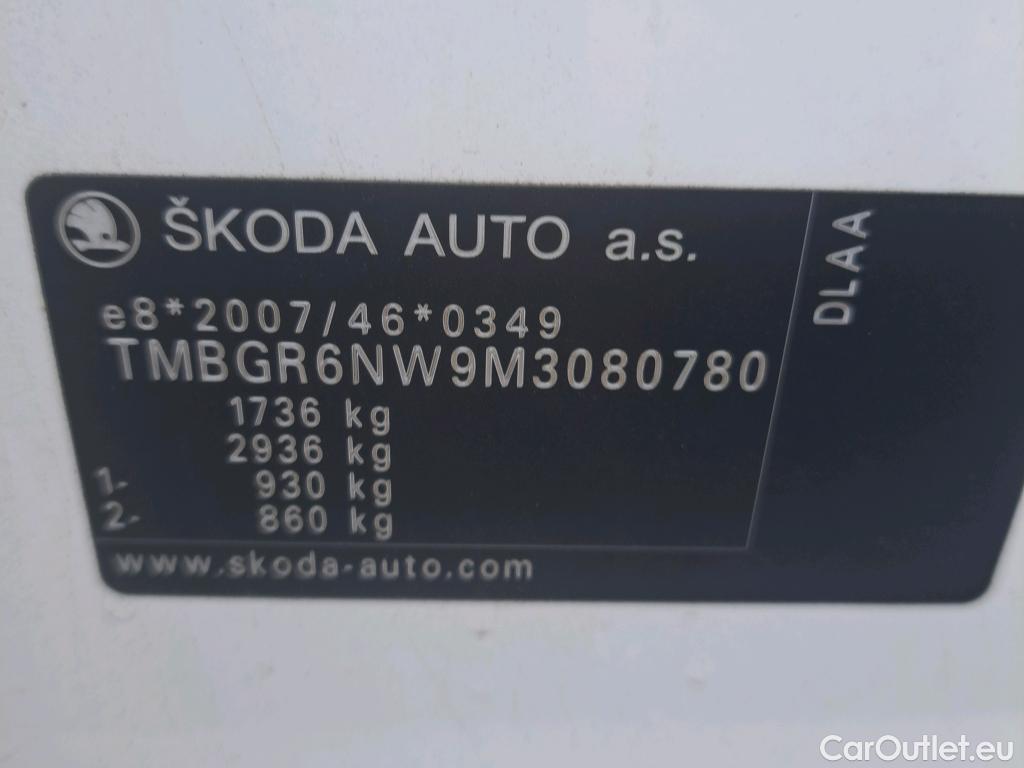 ŠKODA AUTO a.s.
e8*2007/46*0349
TMBGR6NW9M3080780
1736 kg
2936 kg
1- 930 kg
2- 860 kg
www.skoda-auto.com
DLAA
CarOutlet.eu